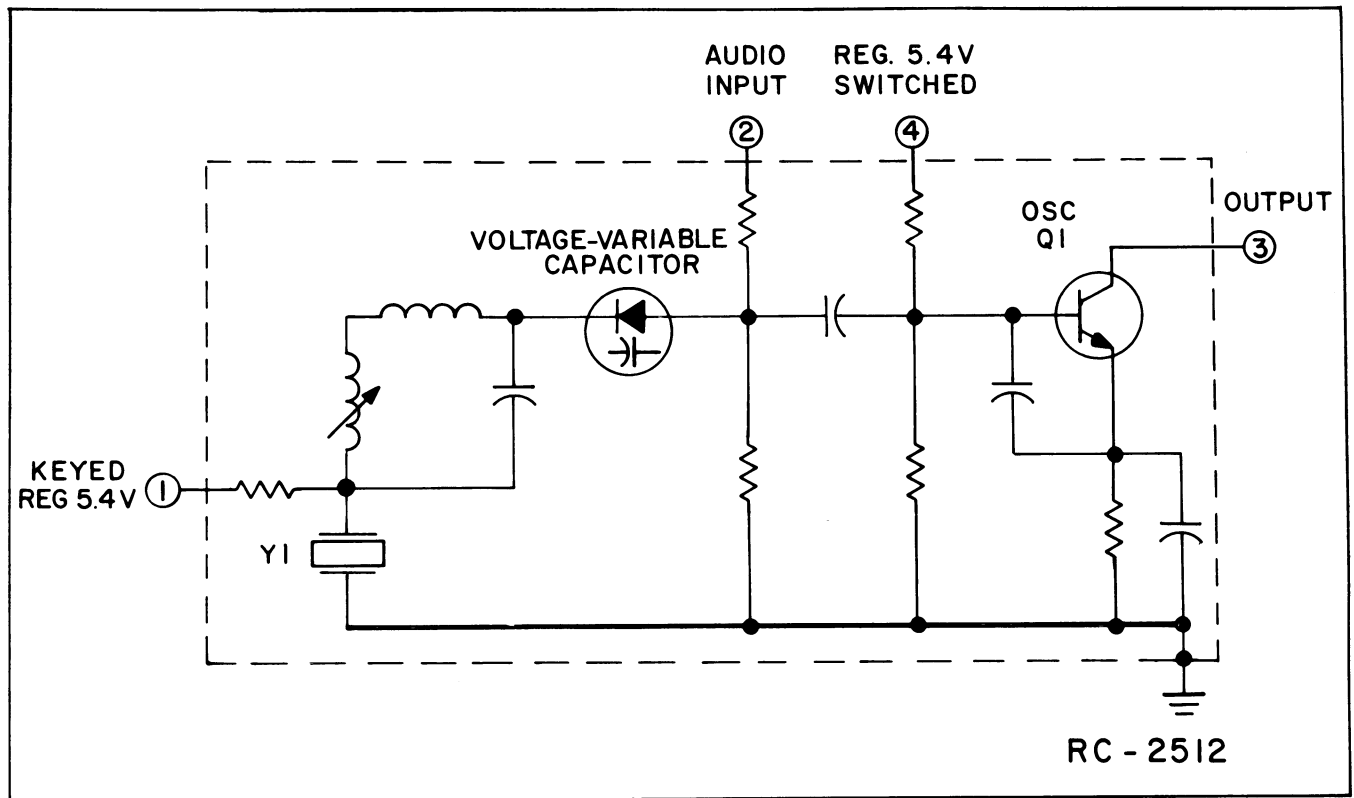 AUDIO
INPUT
REG. 5.4V
SWITCHED
2
4
OSC
Q1
OUTPUT
3
VOLTAGE-VARIABLE
CAPACITOR
KEYED
REG 5.4V
1
Y1
RC-2512